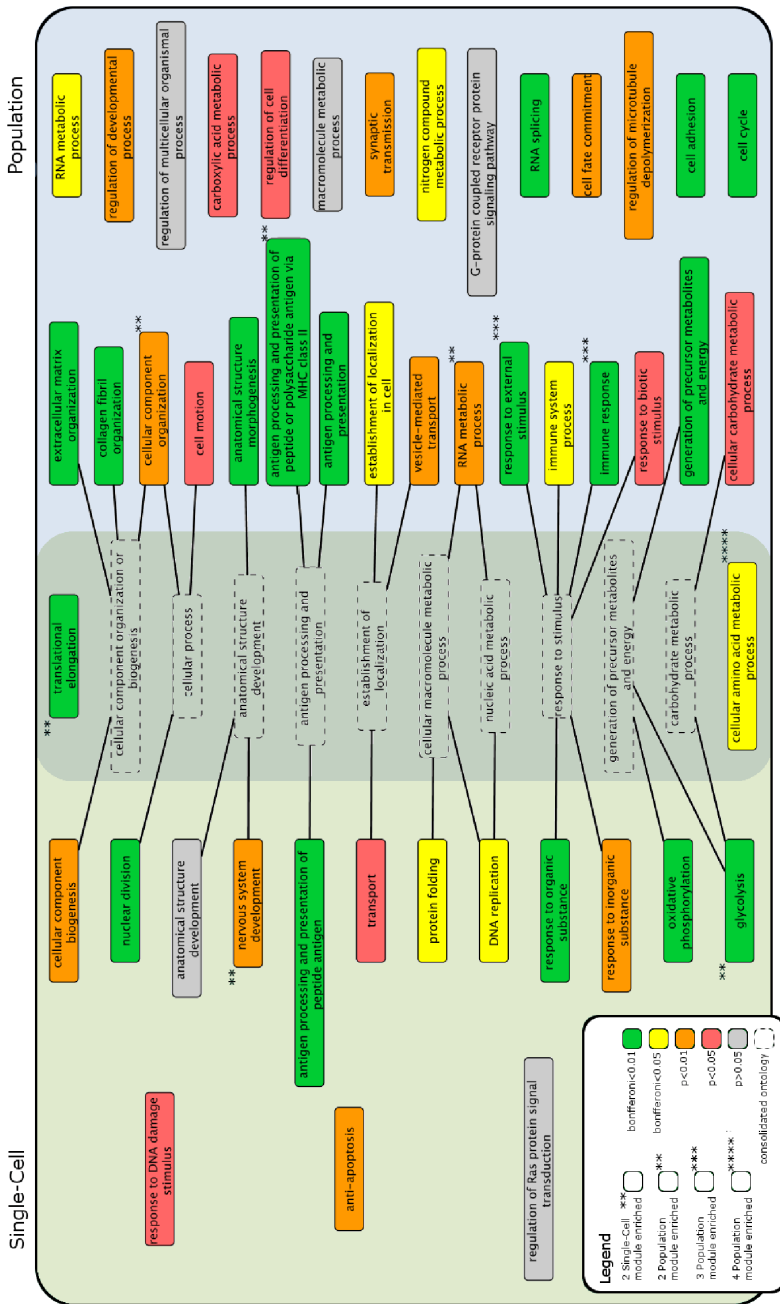 Single-Cell
Population
response to DNA damage
stimulus
anti-apoptosis
regulation of Ras protein signal
transduction
cellular component
biogenesis
nuclear division
anatomical structure
development
**
nervous system
development
antigen processing and presentation of
peptide antigen
transport
protein folding
DNA replication
response to organic
substance
response to inorganic
substance
oxidative
phosphorylation
**
glycolysis
**
translational
elongation
cellular component organization or
biogenesis
cellular process
anatomical structure
development
antigen processing and
presentation
establishment of
localization
cellular macromolecule metabolic
process
nucleic acid metabolic
process
response to stimulus
generation of precursor metabolites
and energy
carbohydrate metabolic
process
****
cellular amino acid metabolic
process
extracellular matrix
organization
collagen fibril
organization
**
cellular component
organization
cell motion
anatomical structure
morphogenesis
**
antigen processing and presentation of
peptide or polysaccharide antigen via
MHC class II
antigen processing and
presentation
establishment of localization
in cell
vesicle-mediated
transport
**
RNA metabolic
process
***
response to external
stimulus
immune system
process
***
immune response
response to biotic
stimulus
generation of precursor metabolites
and energy
cellular carbohydrate metabolic
process
RNA metabolic
process
regulation of developmental
process
regulation of multicellular organismal
process
carboxylic acid metabolic
process
regulation of cell
differentiation
macromolecule metabolic
process
synaptic
transmission
nitrogen compound
metabolic process
G-protein coupled receptor protein
signaling pathway
RNA splicing
cell fate commitment
regulation of microtubule
depolymerization
cell adhesion
cell cycle
Legend
2 Single-Cell **
module enriched
2 Population **
module enriched
3 Population ***
module enriched
4 Population ****
module enriched
bonfferoni<0.01
bonfferoni<0.05
p<0.01
p<0.05
p>0.05
consolidated ontology